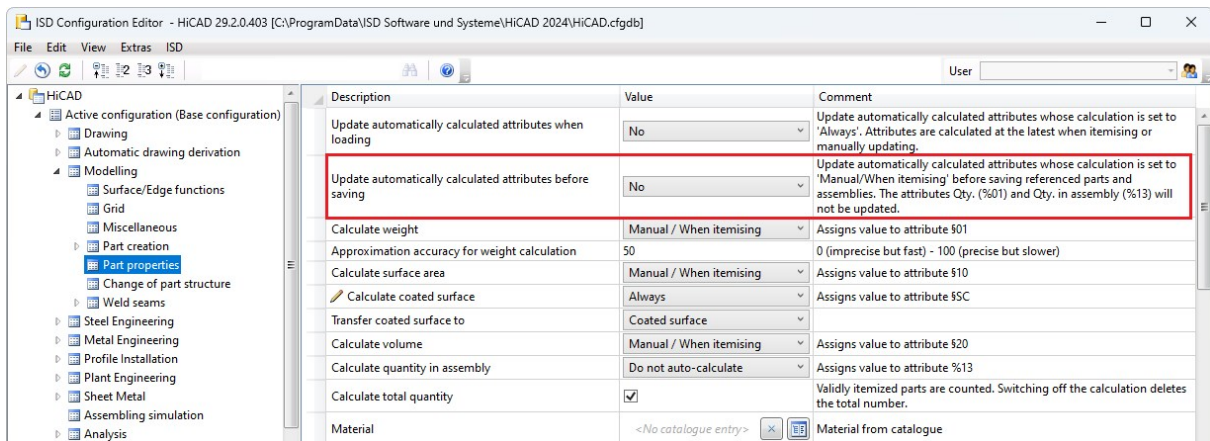 ISD Configuration Editor - HiCAD 29.2.0.403 [C:\ProgramData\ISD Software und Systeme\HiCAD 2024\HiCAD.cfgdb]
File Edit View Extras ISD
User
HiCAD
Active configuration (Base configuration)
Drawing
Automatic drawing derivation
Modelling
Surface/Edge functions
Grid
Miscellaneous
Part creation
Part properties
Change of part structure
Weld seams
Steel Engineering
Metal Engineering
Profile Installation
Plant Engineering
Sheet Metal
Assembling simulation
Analysis
Description Value Comment
Update automatically calculated attributes when
loading
No
Update automatically calculated attributes whose calculation is set to
'Always'. Attributes are calculated at the latest when itemising or
manually updating.
Update automatically calculated attributes before
saving
No
Update automatically calculated attributes whose calculation is set to
'Manual/When itemising' before saving referenced parts and
assemblies. The attributes Qty. (%01) and Qty. in assembly (%13) will
not be updated.
Calculate weight Manual / When itemising Assigns value to attribute §01
Approximation accuracy for weight calculation 50 0 (imprecise but fast) - 100 (precise but slower)
Calculate surface area Manual / When itemising Assigns value to attribute §10
Calculate coated surface Always Assigns value to attribute §SC
Transfer coated surface to Coated surface
Calculate volume Manual / When itemising Assigns value to attribute §20
Calculate quantity in assembly Do not auto-calculate Assigns value to attribute %13
Calculate total quantity
Validly itemized parts are counted. Switching off the calculation deletes
the total number.
Material <No catalogue entry> Material from catalogue